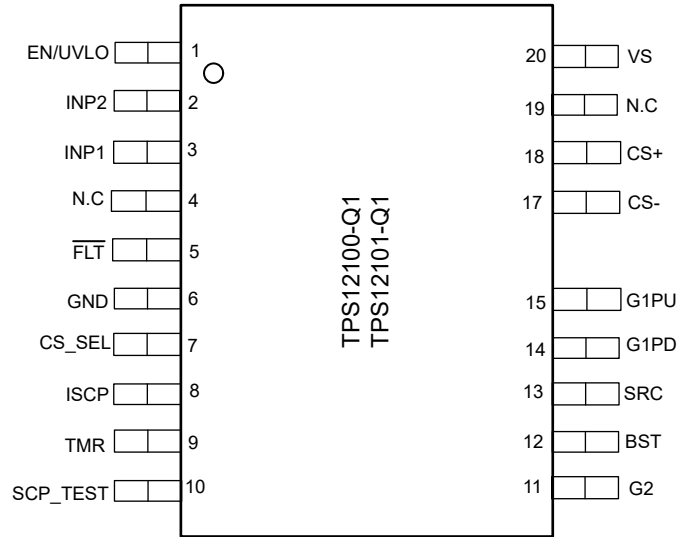 EN/UVLO 1
INP2 2
INP1 3
N.C 4
FLT 5
GND 6
CS_SEL 7
ISCP 8
TMR 9
SCP_TEST 10
TPS12100-Q1
TPS12101-Q1
20 VS
19 N.C
18 CS+
17 CS-
15 G1PU
14 G1PD
13 SRC
12 BST
11 G2